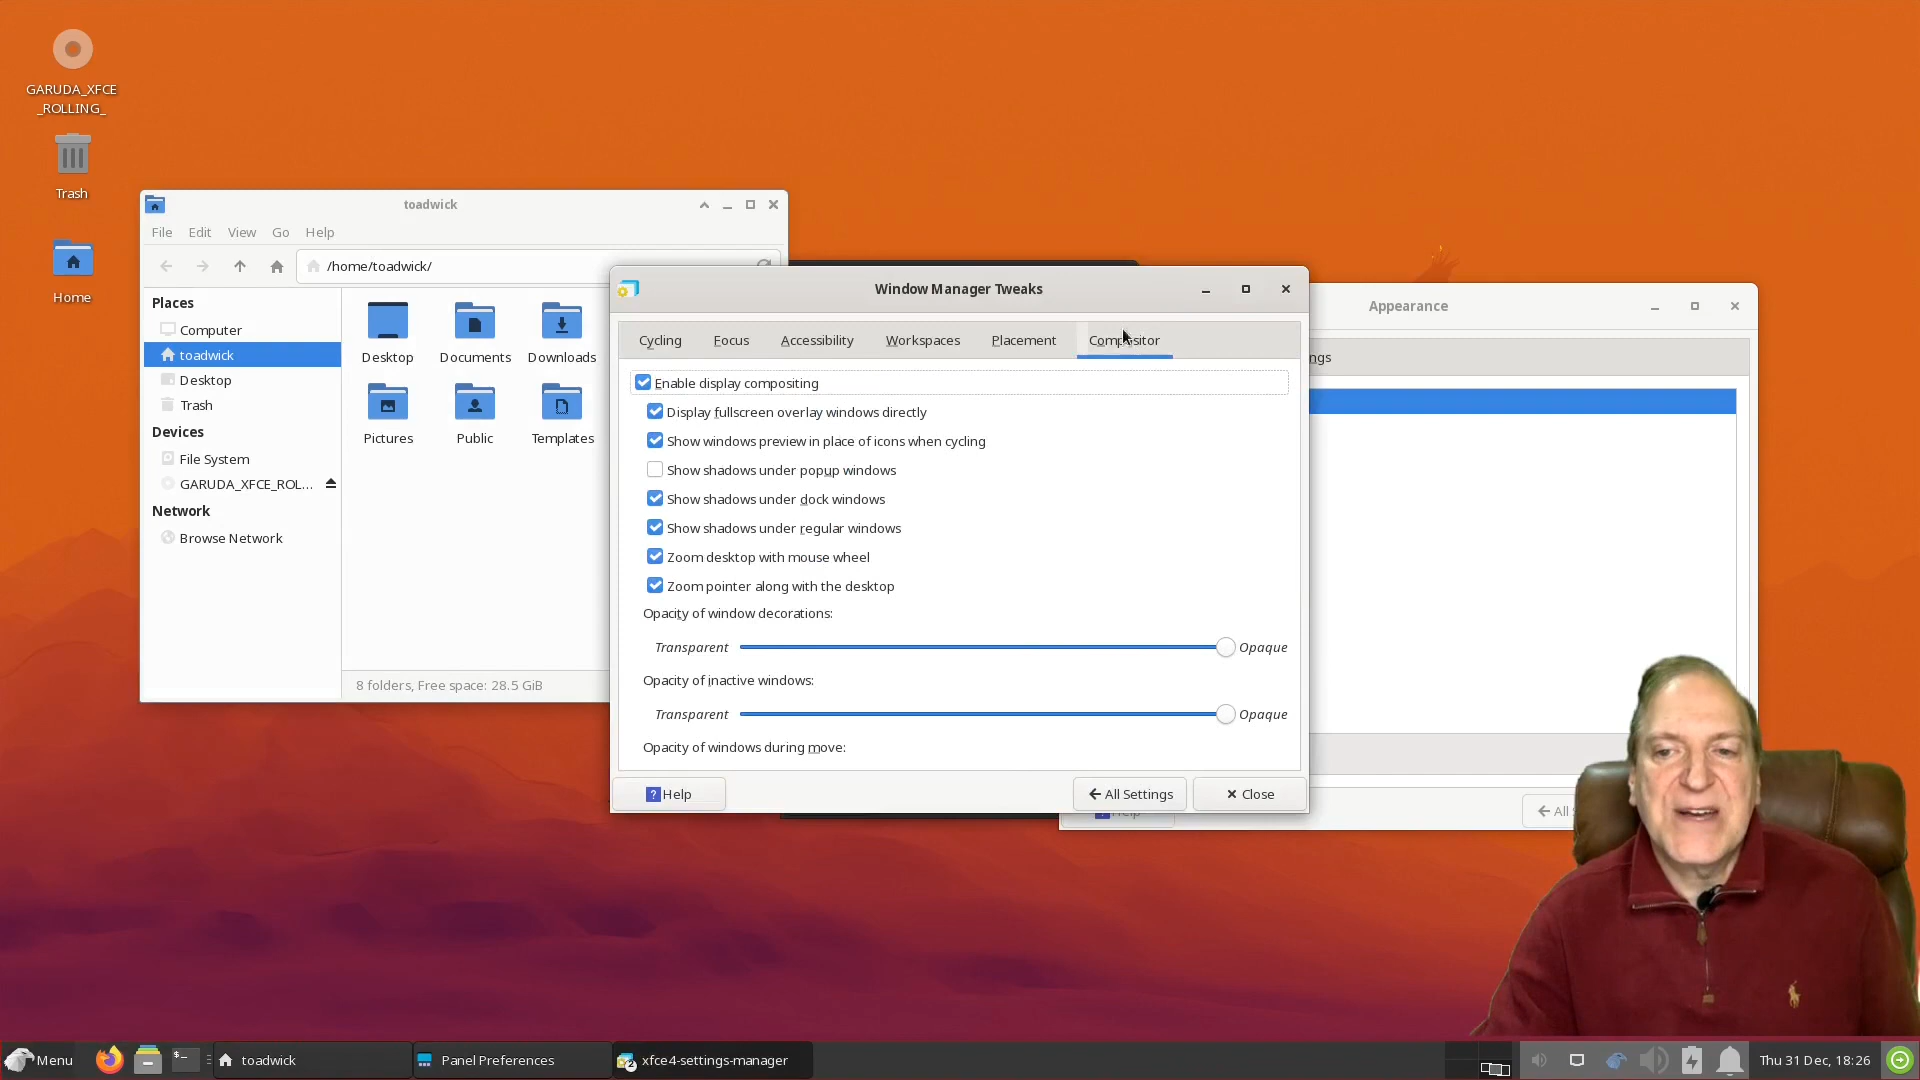 GARUDA_XFCE
_ROLLING_
Trash
Home
toadwick
File Edit View Go Help
/home/toadwick/
Places
Computer
toadwick
Desktop
Trash
Devices
File System
GARUDA_XFCE_ROL...
Network
Browse Network
Desktop Documents Downloads
Pictures Public Templates
8 folders, Free space: 28.5 GiB
Window Manager Tweaks
Cycling Focus Accessibility Workspaces Placement Compositor
Enable display compositing
Display fullscreen overlay windows directly
Show windows preview in place of icons when cycling
Show shadows under popup windows
Show shadows under dock windows
Show shadows under regular windows
Zoom desktop with mouse wheel
Zoom pointer along with the desktop
Opacity of window decorations:
Transparent Opaque
Opacity of inactive windows:
Transparent Opaque
Opacity of windows during move:
Help All Settings Close
Appearance
ngs
Help All
Menu toadwick Panel Preferences 2 xfce4-settings-manager Thu 31 Dec, 18:26